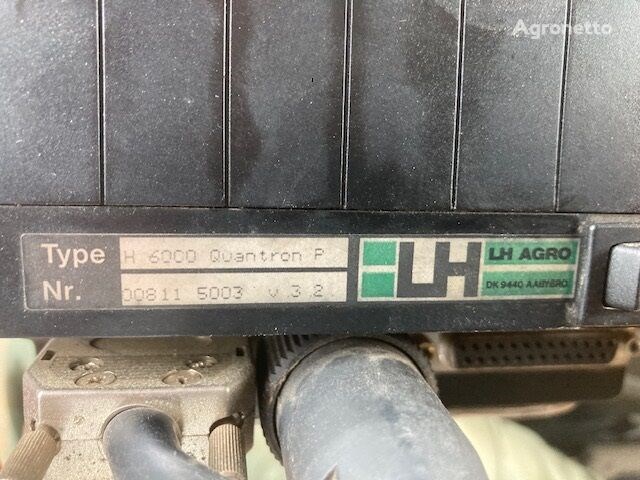 Agronetto
Type H 6000 Quantron P
Nr. 00811 5003 V 3.2
LH
LH AGRO
DK 9440 AABYBRO